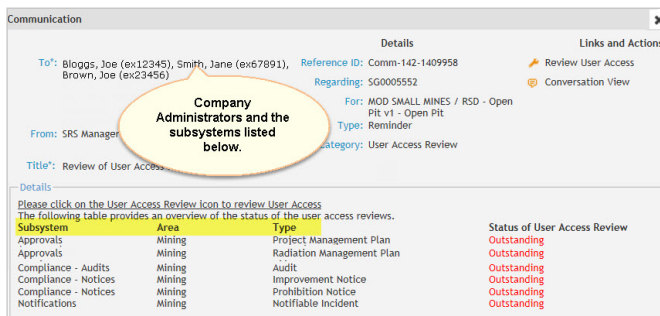 Communication
x
Details
Links and Actions
To*: Bloggs, Joe (ex12345), Smith, Jane (ex67891),
Brown, Joe (ex23456)
Reference ID: Comm-142-1409958
Review User Access
Regarding: SG0005552
Conversation View
Company
Administrators and the
subsystems listed
below.
For: MOD SMALL MINES / RSD - Open
Pit v1 - Open Pit
From: SRS Manager
Type: Reminder
Category: User Access Review
Title*: Review of User Access
Details
Please click on the User Access Review icon to review User Access
The following table provides an overview of the status of the user access reviews.
Subsystem Area Type Status of User Access Review
Approvals Mining Project Management Plan Outstanding
Approvals Mining Radiation Management Plan Outstanding
Compliance - Audits Mining Audit Outstanding
Compliance - Notices Mining Improvement Notice Outstanding
Compliance - Notices Mining Prohibition Notice Outstanding
Notifications Mining Notifiable Incident Outstanding